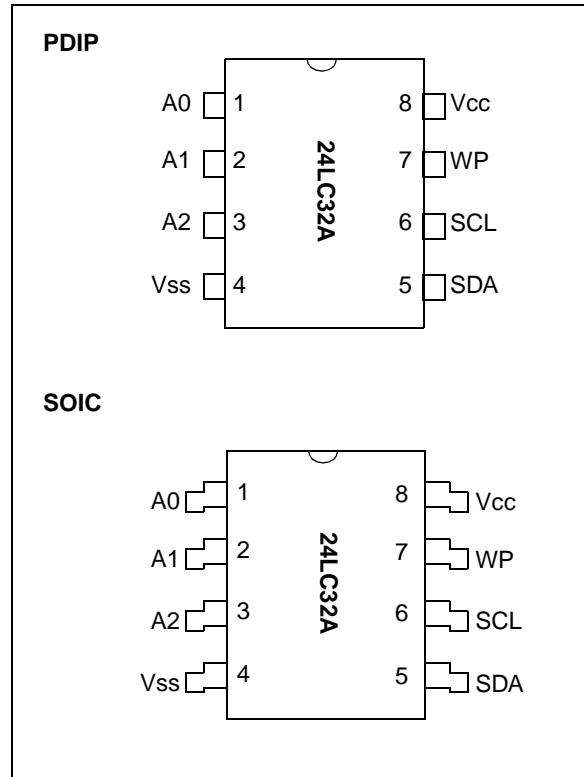 PDIP
A0 1 8 Vcc
A1 2 7 WP
24LC32A
A2 3 6 SCL
Vss 4 5 SDA
SOIC
A0 1 8 Vcc
A1 2 7 WP
24LC32A
A2 3 6 SCL
Vss 4 5 SDA